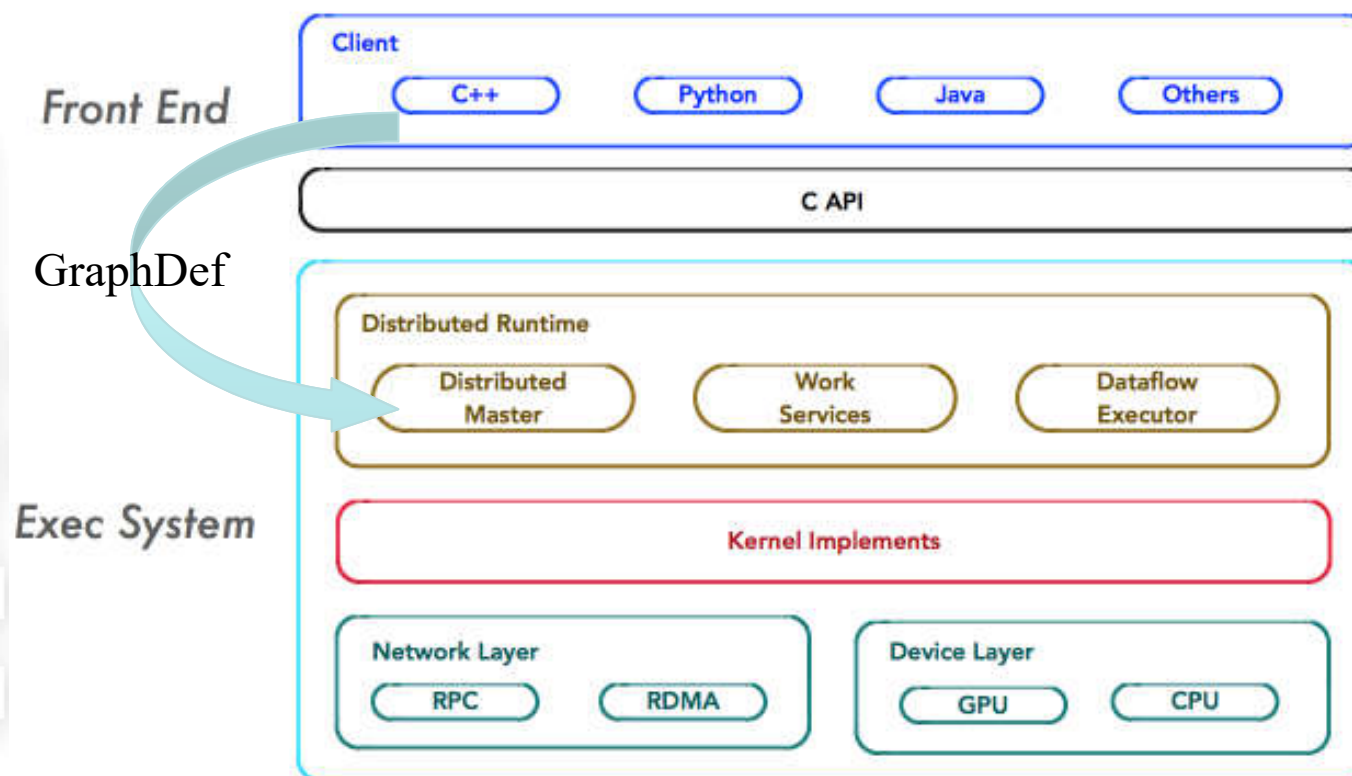 Client
C++ Python Java Others
Front End
C API
GraphDef
Distributed Runtime
Distributed Master
Work Services
Dataflow Executor
Exec System
Kernel Implements
Network Layer
RPC RDMA
Device Layer
GPU CPU